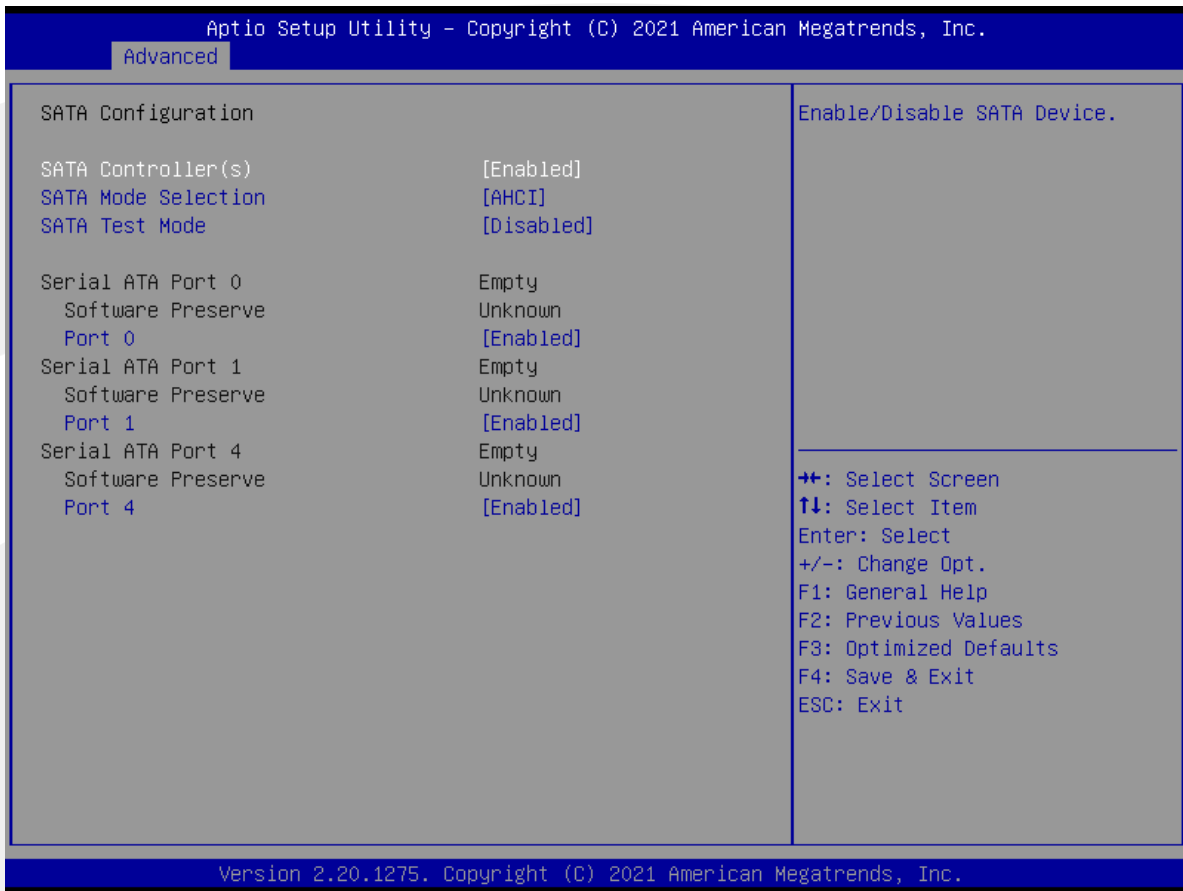 Aptio Setup Utility – Copyright (C) 2021 American Megatrends, Inc.
Advanced
SATA Configuration
SATA Controller(s) [Enabled]
SATA Mode Selection [AHCI]
SATA Test Mode [Disabled]
Serial ATA Port 0 Empty
Software Preserve Unknown
Port 0 [Enabled]
Serial ATA Port 1 Empty
Software Preserve Unknown
Port 1 [Enabled]
Serial ATA Port 4 Empty
Software Preserve Unknown
Port 4 [Enabled]
Enable/Disable SATA Device.
→←: Select Screen
↑↓: Select Item
Enter: Select
+/-: Change Opt.
F1: General Help
F2: Previous Values
F3: Optimized Defaults
F4: Save & Exit
ESC: Exit
Version 2.20.1275. Copyright (C) 2021 American Megatrends, Inc.